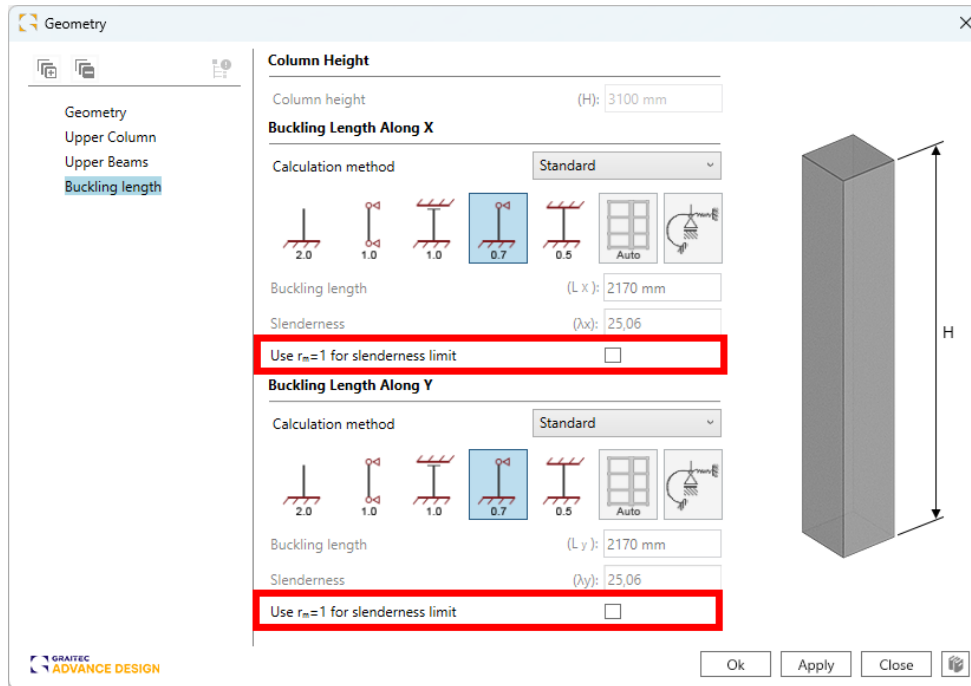 Geometry
Geometry
Upper Column
Upper Beams
Buckling length
Column Height
Column height (H): 3100 mm
Buckling Length Along X
Calculation method Standard
2.0 1.0 1.0 0.7 0.5 Auto
Buckling length (L x ): 2170 mm
Slenderness (λx): 25,06
Use rₘ=1 for slenderness limit
Buckling Length Along Y
Calculation method Standard
2.0 1.0 1.0 0.7 0.5 Auto
Buckling length (L y ): 2170 mm
Slenderness (λy): 25,06
Use rₘ=1 for slenderness limit
H
GRAITEC
ADVANCE DESIGN
Ok Apply Close